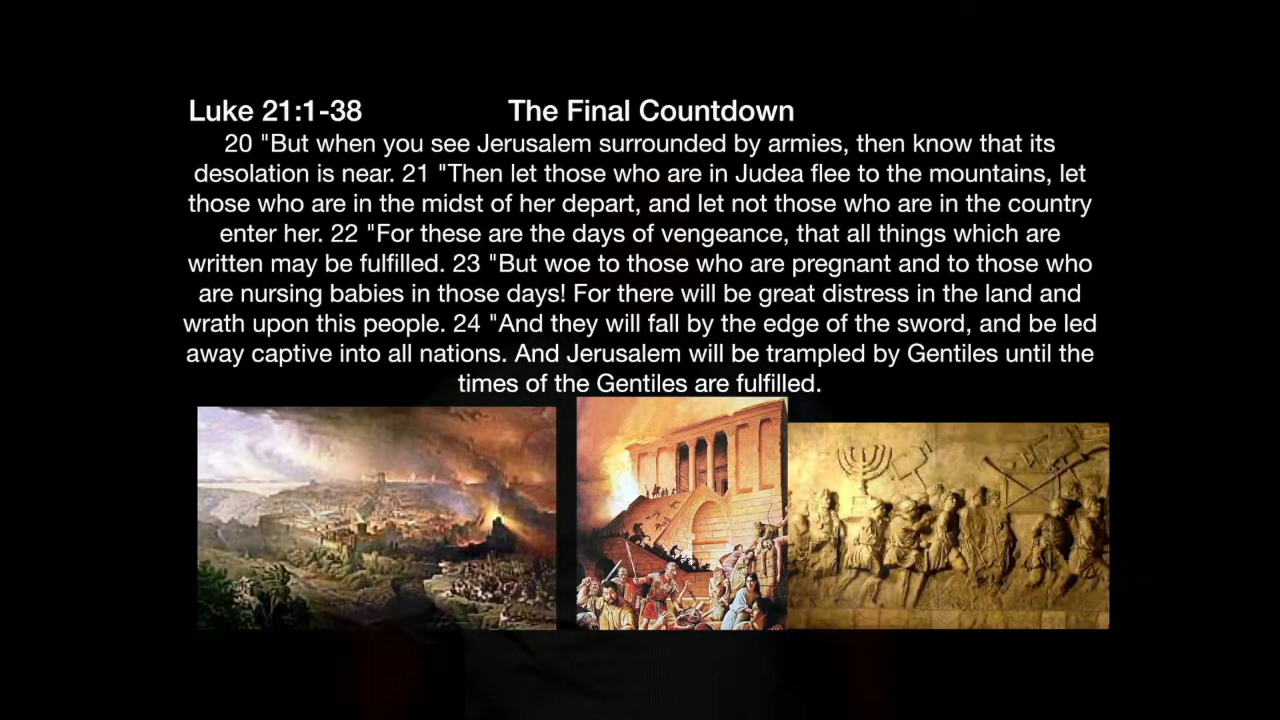 Luke 21:1-38 The Final Countdown
20 "But when you see Jerusalem surrounded by armies, then know that its
desolation is near. 21 "Then let those who are in Judea flee to the mountains, let
those who are in the midst of her depart, and let not those who are in the country
enter her. 22 "For these are the days of vengeance, that all things which are
written may be fulfilled. 23 "But woe to those who are pregnant and to those who
are nursing babies in those days! For there will be great distress in the land and
wrath upon this people. 24 "And they will fall by the edge of the sword, and be led
away captive into all nations. And Jerusalem will be trampled by Gentiles until the
times of the Gentiles are fulfilled.